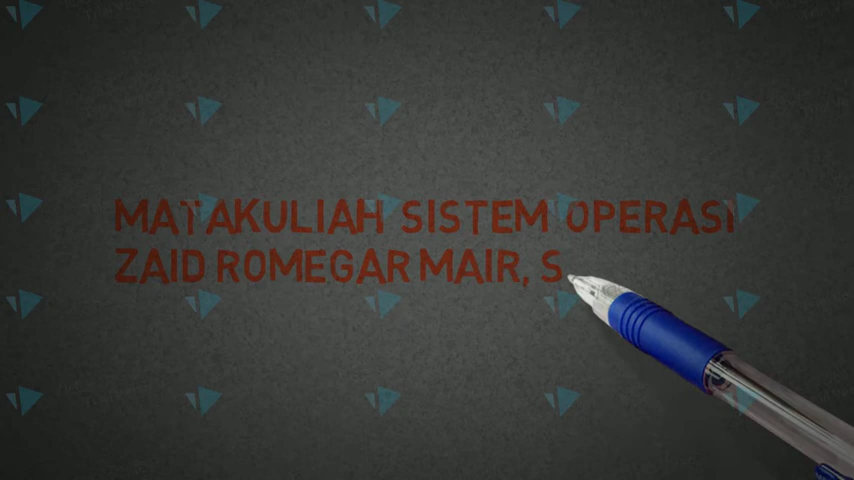 MATAKULIAH SISTEM OPERASI
ZAID ROMEGAR MAIR, S